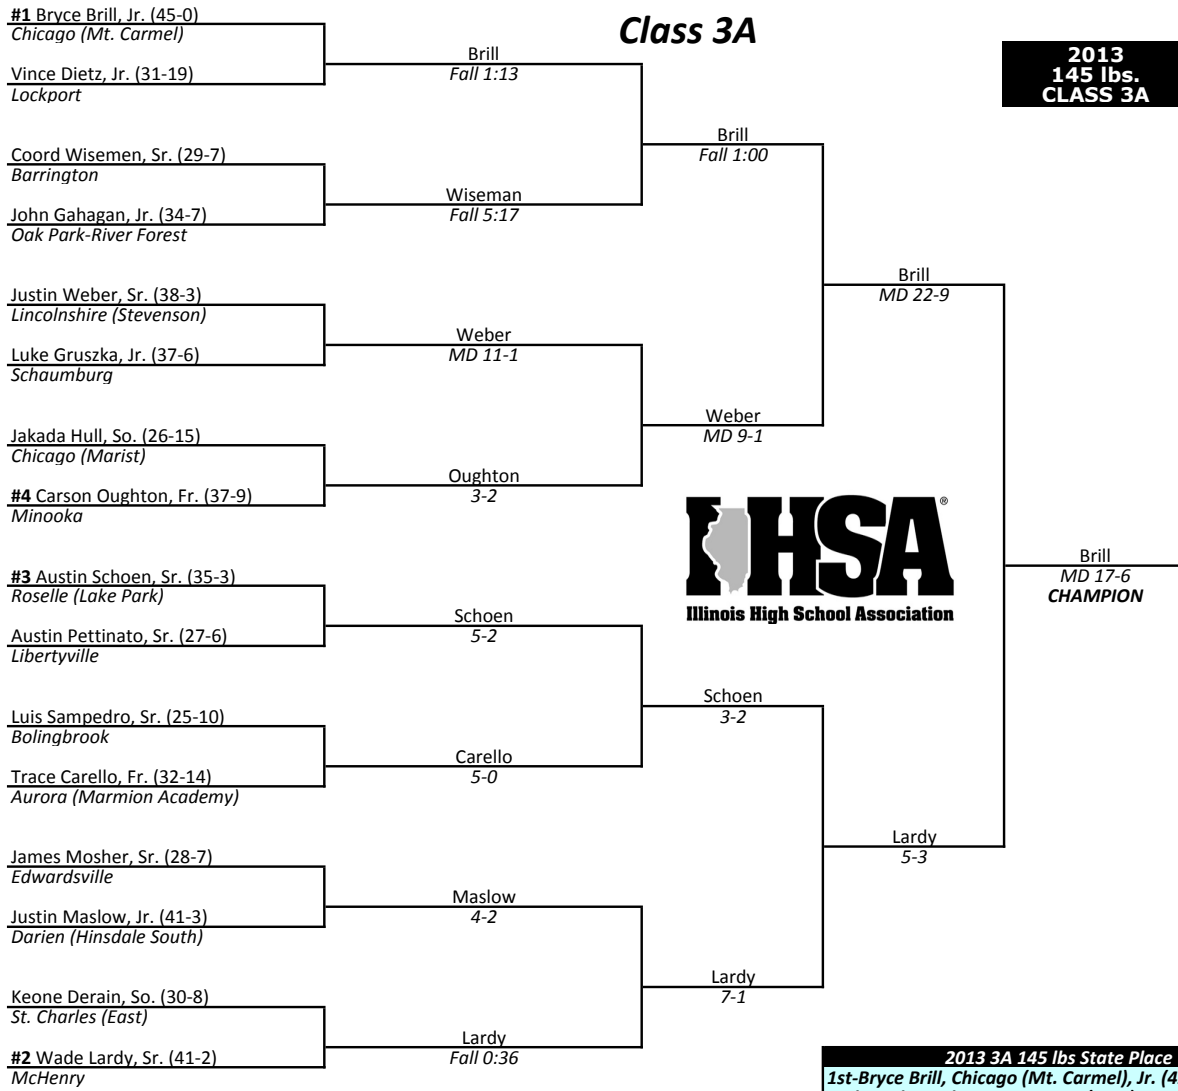 Class 3A
2013
145 lbs.
CLASS 3A
#1 Bryce Brill, Jr. (45-0)
Chicago (Mt. Carmel)
Brill
Fall 1:13
Vince Dietz, Jr. (31-19)
Lockport
Brill
Fall 1:00
Coord Wisemen, Sr. (29-7)
Barrington
Wiseman
Fall 5:17
John Gahagan, Jr. (34-7)
Oak Park-River Forest
Brill
MD 22-9
Justin Weber, Sr. (38-3)
Lincolnshire (Stevenson)
Weber
MD 11-1
Luke Gruszka, Jr. (37-6)
Schaumburg
Weber
MD 9-1
Jakada Hull, So. (26-15)
Chicago (Marist)
Oughton
3-2
#4 Carson Oughton, Fr. (37-9)
Minooka
IHSA®
Illinois High School Association
Brill
MD 17-6
CHAMPION
#3 Austin Schoen, Sr. (35-3)
Roselle (Lake Park)
Schoen
5-2
Austin Pettinato, Sr. (27-6)
Libertyville
Schoen
3-2
Luis Sampedro, Sr. (25-10)
Bolingbrook
Carello
5-0
Trace Carello, Fr. (32-14)
Aurora (Marmion Academy)
Lardy
5-3
James Mosher, Sr. (28-7)
Edwardsville
Maslow
4-2
Justin Maslow, Jr. (41-3)
Darien (Hinsdale South)
Lardy
7-1
Keone Derain, So. (30-8)
St. Charles (East)
Lardy
Fall 0:36
#2 Wade Lardy, Sr. (41-2)
McHenry
2013 3A 145 lbs State Place
1st-Bryce Brill, Chicago (Mt. Carmel), Jr. (4